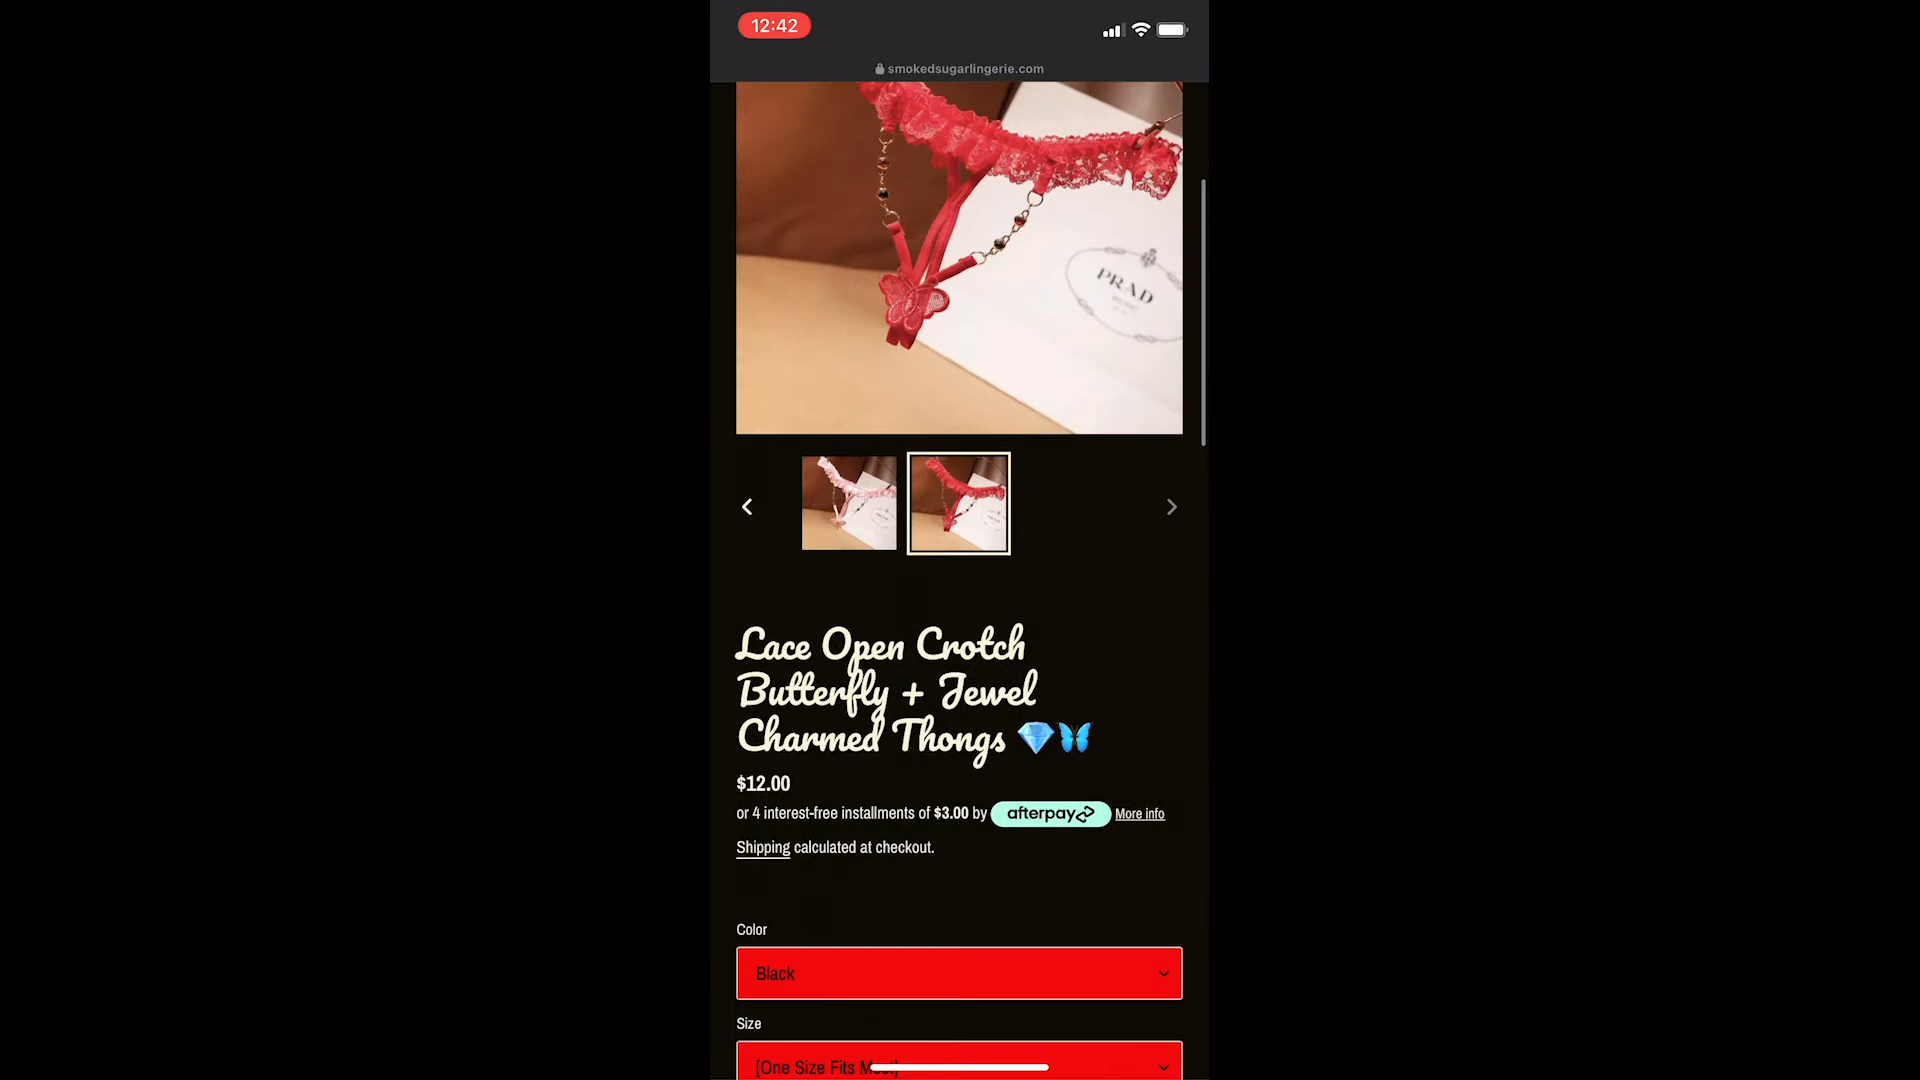 12:42
smokedsugarlingerie.com
PRAD
Lace Open Crotch
Butterfly + Jewel
Charmed Thongs 💎🦋
$12.00
or 4 interest-free installments of $3.00 by afterpay More info
Shipping calculated at checkout.
Color
Black
Size
[One Size Fits Most]